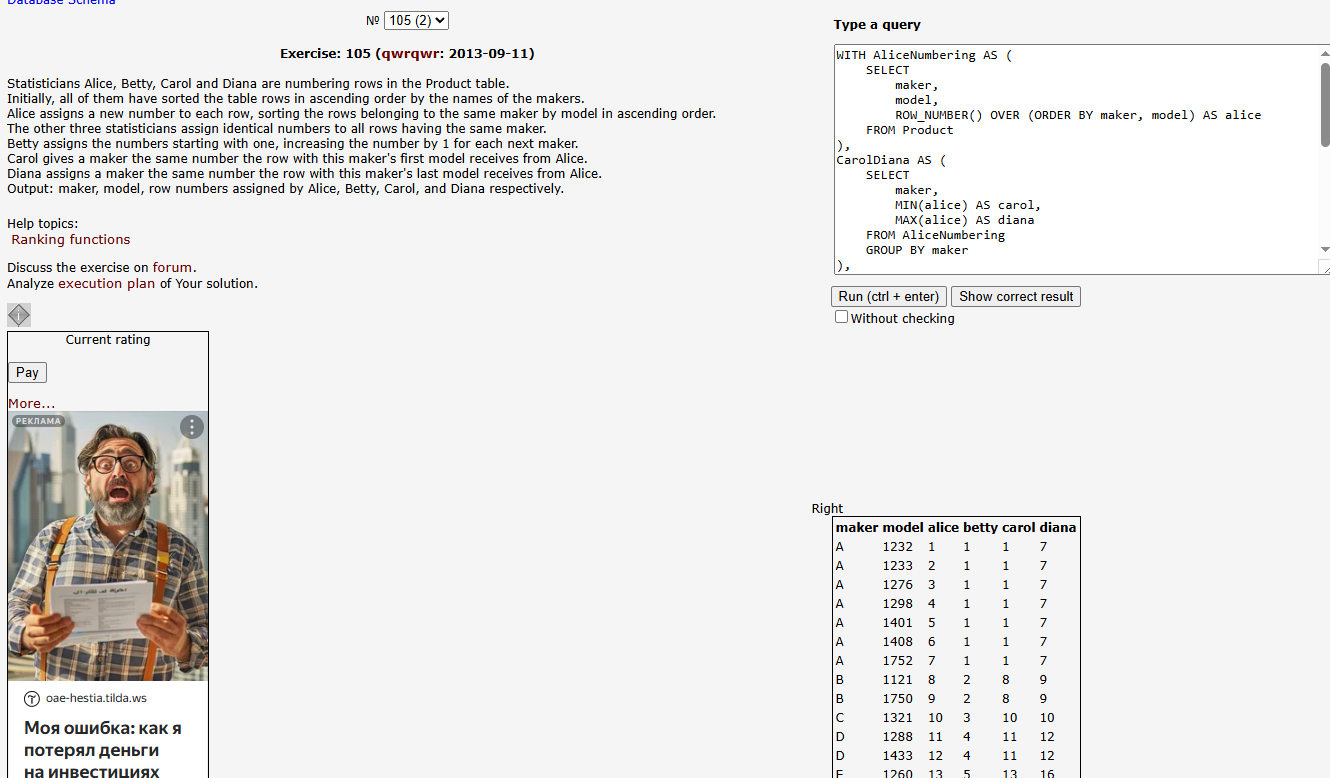 Database Schema
№ 105 (2)
Exercise: 105 (qwrqwr: 2013-09-11)
Statisticians Alice, Betty, Carol and Diana are numbering rows in the Product table.
Initially, all of them have sorted the table rows in ascending order by the names of the makers.
Alice assigns a new number to each row, sorting the rows belonging to the same maker by model in ascending order.
The other three statisticians assign identical numbers to all rows having the same maker.
Betty assigns the numbers starting with one, increasing the number by 1 for each next maker.
Carol gives a maker the same number the row with this maker's first model receives from Alice.
Diana assigns a maker the same number the row with this maker's last model receives from Alice.
Output: maker, model, row numbers assigned by Alice, Betty, Carol, and Diana respectively.
Help topics:
Ranking functions
Discuss the exercise on forum.
Analyze execution plan of Your solution.
Current rating
Pay
More...
РЕКЛАМА
oae-hestia.tilda.ws
Моя ошибка: как я
потерял деньги
на инвестициях
Type a query
WITH AliceNumbering AS (
SELECT
maker,
model,
ROW_NUMBER() OVER (ORDER BY maker, model) AS alice
FROM Product
),
CarolDiana AS (
SELECT
maker,
MIN(alice) AS carol,
MAX(alice) AS diana
FROM AliceNumbering
GROUP BY maker
),
Run (ctrl + enter) Show correct result
Without checking
Right
maker model alice betty carol diana
A 1232 1 1 1 7
A 1233 2 1 1 7
A 1276 3 1 1 7
A 1298 4 1 1 7
A 1401 5 1 1 7
A 1408 6 1 1 7
A 1752 7 1 1 7
B 1121 8 2 8 9
B 1750 9 2 8 9
C 1321 10 3 10 10
D 1288 11 4 11 12
D 1433 12 4 11 12
E 1260 13 5 13 16